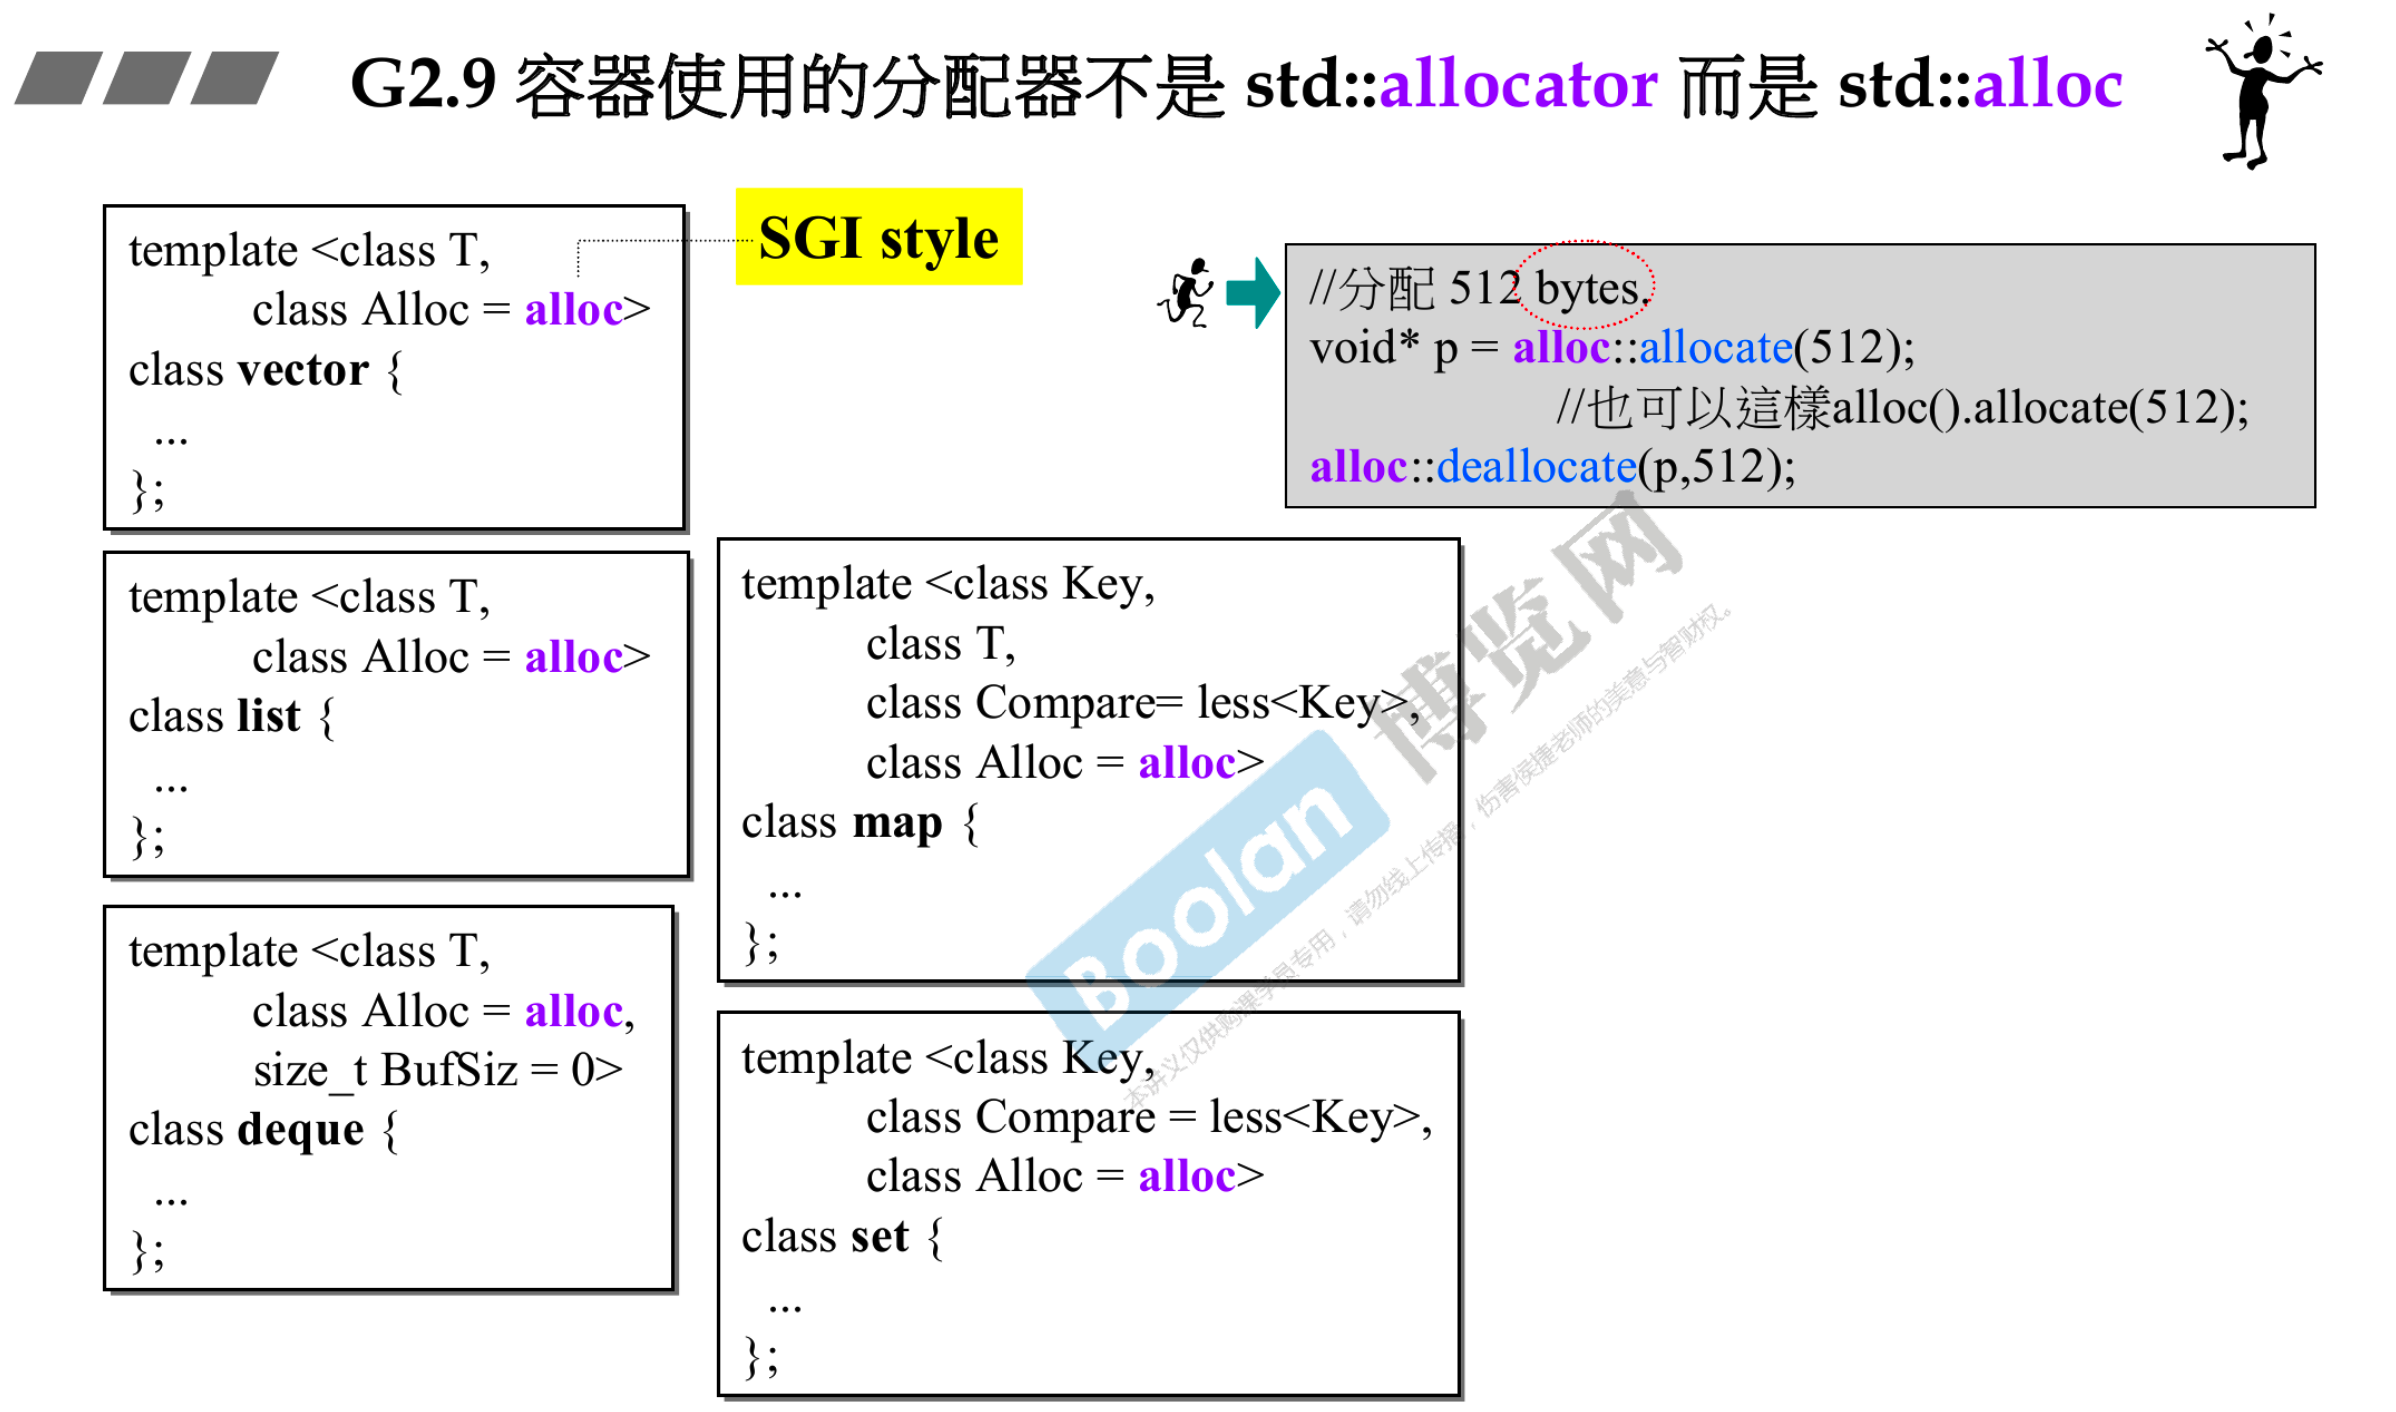 G2.9 容器使用的分配器不是 std::allocator 而是 std::alloc
template <class T,
class Alloc = alloc>
class vector {
...
};
SGI style
//分配 512 bytes.
void* p = alloc::allocate(512);
//也可以這樣alloc().allocate(512);
alloc::deallocate(p,512);
template <class T,
class Alloc = alloc>
class list {
...
};
template <class T,
class Alloc = alloc,
size_t BufSiz = 0>
class deque {
...
};
template <class Key,
class T,
class Compare= less<Key>,
class Alloc = alloc>
class map {
...
};
template <class Key,
class Compare = less<Key>,
class Alloc = alloc>
class set {
...
};
Boolan 博览网
本讲义仅供购课学员专用，请勿线上传播，伤害侯捷老师的美意与智财权。